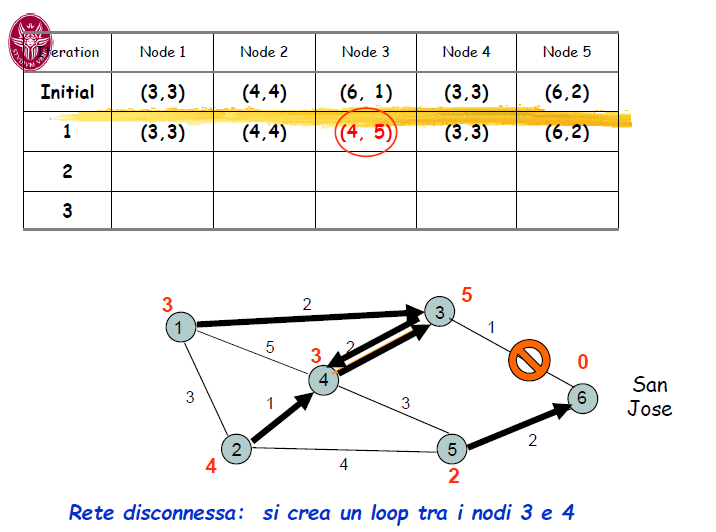 Iteration Node 1 Node 2 Node 3 Node 4 Node 5
Initial (3,3) (4,4) (6, 1) (3,3) (6,2)
1 (3,3) (4,4) (4, 5) (3,3) (6,2)
2
3
3 2 5
1 3 1
5 3 2 0
4 6 San
Jose
3 1 3
2 4 5 2
4 2
Rete disconnessa: si crea un loop tra i nodi 3 e 4